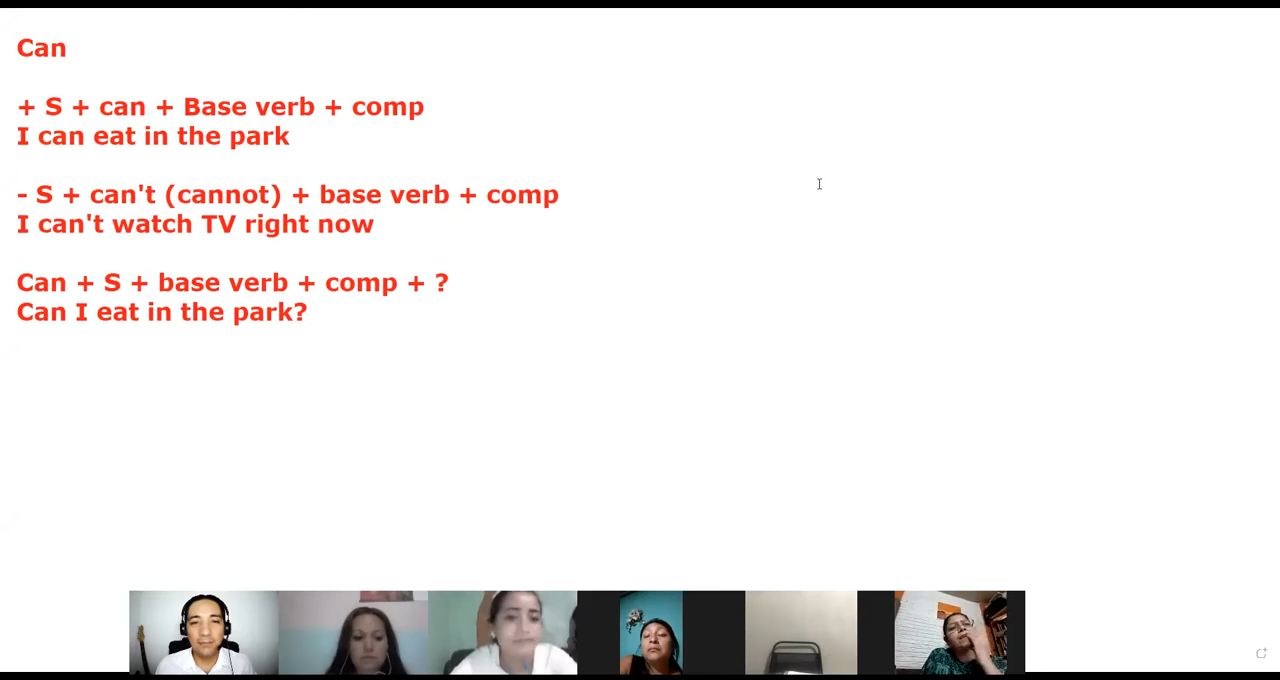 Can
+ S + can + Base verb + comp
I can eat in the park
- S + can't (cannot) + base verb + comp
I can't watch TV right now
Can + S + base verb + comp + ?
Can I eat in the park?